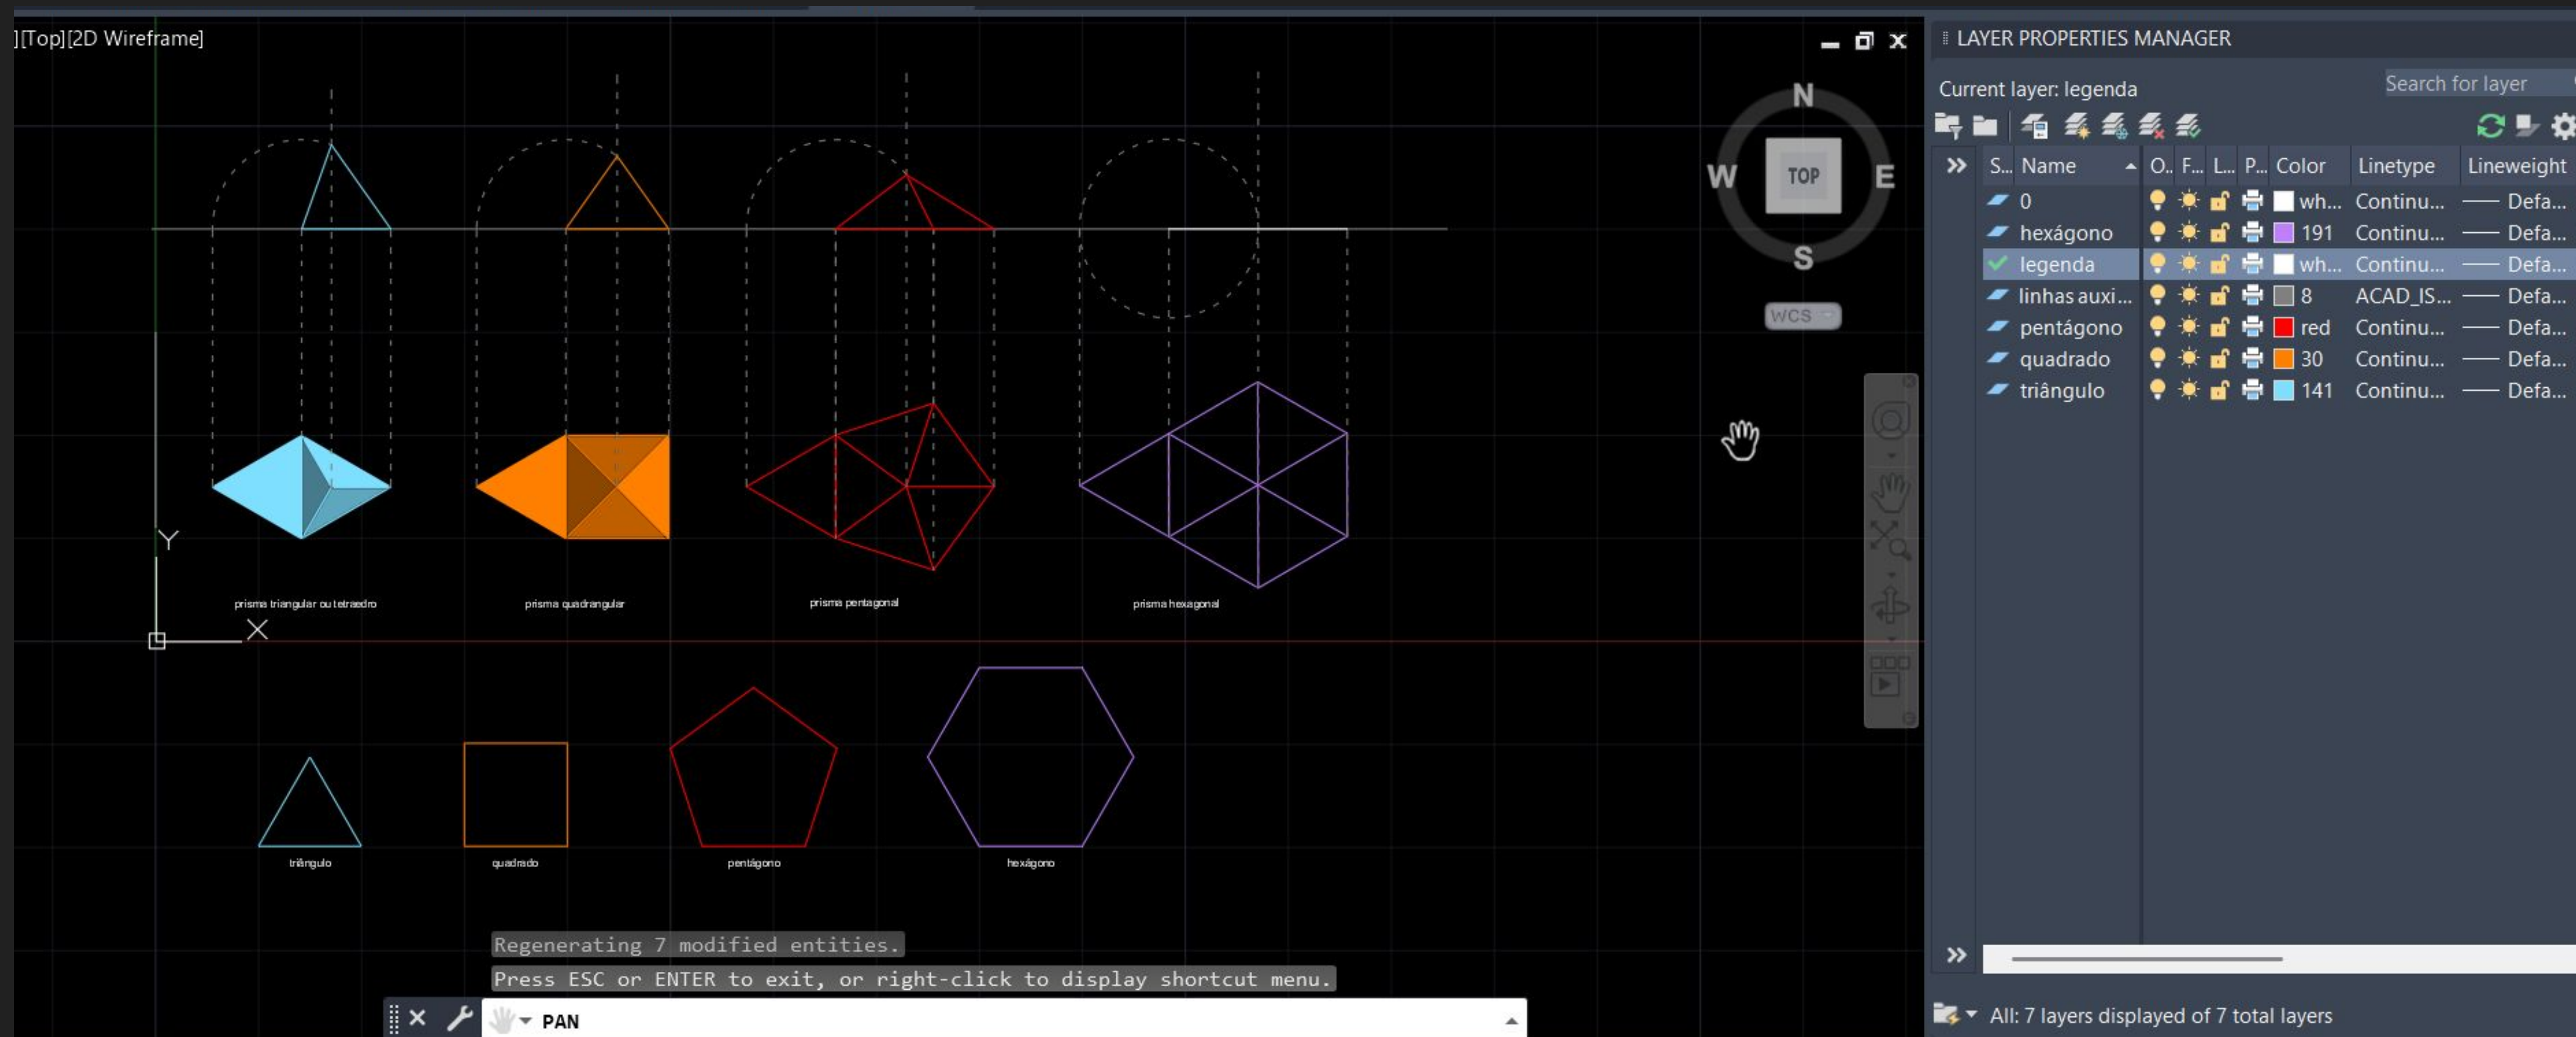 ][Top][2D Wireframe]
N
W TOP E
S
WCS
Y
X
prisma triangular ou tetraedro
prisma quadrangular
prisma pentagonal
prisma hexagonal
triângulo
quadrado
pentágono
hexágono
Regenerating 7 modified entities.
Press ESC or ENTER to exit, or right-click to display shortcut menu.
PAN
LAYER PROPERTIES MANAGER
Current layer: legenda
Search for layer
S... Name O.. F... L... P... Color Linetype Lineweight
0 wh... Continu... Defa...
hexágono 191 Continu... Defa...
legenda wh... Continu... Defa...
linhas auxi... 8 ACAD_IS... Defa...
pentágono red Continu... Defa...
quadrado 30 Continu... Defa...
triângulo 141 Continu... Defa...
All: 7 layers displayed of 7 total layers